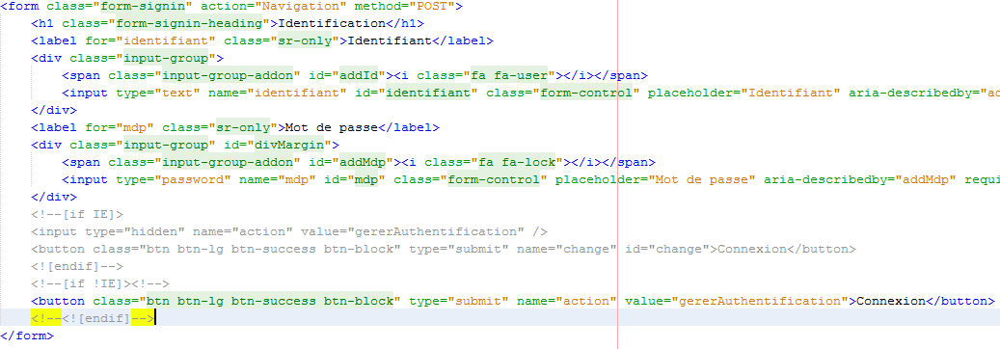 <form class="form-signin" action="Navigation" method="POST">
<h1 class="form-signin-heading">Identification</h1>
<label for="identifiant" class="sr-only">Identifiant</label>
<div class="input-group">
<span class="input-group-addon" id="addId"><i class="fa fa-user"></i></span>
<input type="text" name="identifiant" id="identifiant" class="form-control" placeholder="Identifiant" aria-describedby="ad
</div>
<label for="mdp" class="sr-only">Mot de passe</label>
<div class="input-group" id="divMargin">
<span class="input-group-addon" id="addMdp"><i class="fa fa-lock"></i></span>
<input type="password" name="mdp" id="mdp" class="form-control" placeholder="Mot de passe" aria-describedby="addMdp" requi
</div>
<!--[if IE]>
<input type="hidden" name="action" value="gererAuthentification" />
<button class="btn btn-lg btn-success btn-block" type="submit" name="change" id="change">Connexion</button>
<![endif]-->
<!--[if !IE]><!-->
<button class="btn btn-lg btn-success btn-block" type="submit" name="action" value="gererAuthentification">Connexion</button>
<!--<![endif]-->
</form>